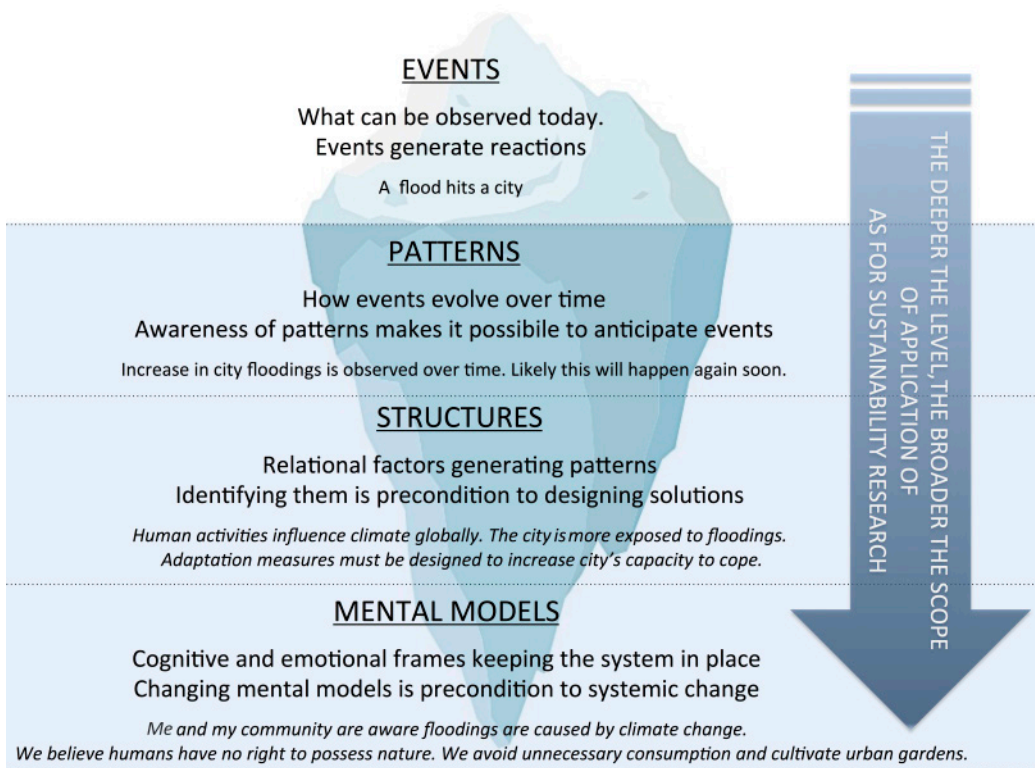 EVENTS
What can be observed today.
Events generate reactions
A flood hits a city
PATTERNS
How events evolve over time
Awareness of patterns makes it possibile to anticipate events
Increase in city floodings is observed over time. Likely this will happen again soon.
STRUCTURES
Relational factors generating patterns
Identifying them is precondition to designing solutions
Human activities influence climate globally. The city is more exposed to floodings.
Adaptation measures must be designed to increase city's capacity to cope.
MENTAL MODELS
Cognitive and emotional frames keeping the system in place
Changing mental models is precondition to systemic change
Me and my community are aware floodings are caused by climate change.
We believe humans have no right to possess nature. We avoid unnecessary consumption and cultivate urban gardens.
THE DEEPER THE LEVEL, THE BROADER THE SCOPE
OF APPLICATION OF
AS FOR SUSTAINABILITY RESEARCH